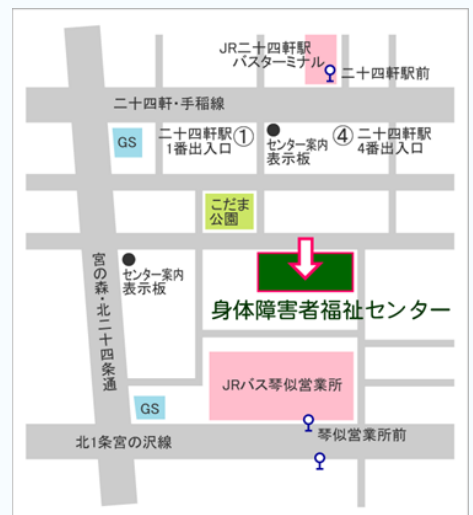 JR二十四軒駅
バスターミナル
二十四軒駅前
二十四軒・手稲線
GS
二十四軒駅
1番出入口
①
センター案内
表示板
④
二十四軒駅
4番出入口
こだま
公園
宮の森・北二十四条通
センター案内
表示板
身体障害者福祉センター
JRバス琴似営業所
GS
琴似営業所前
北1条宮の沢線